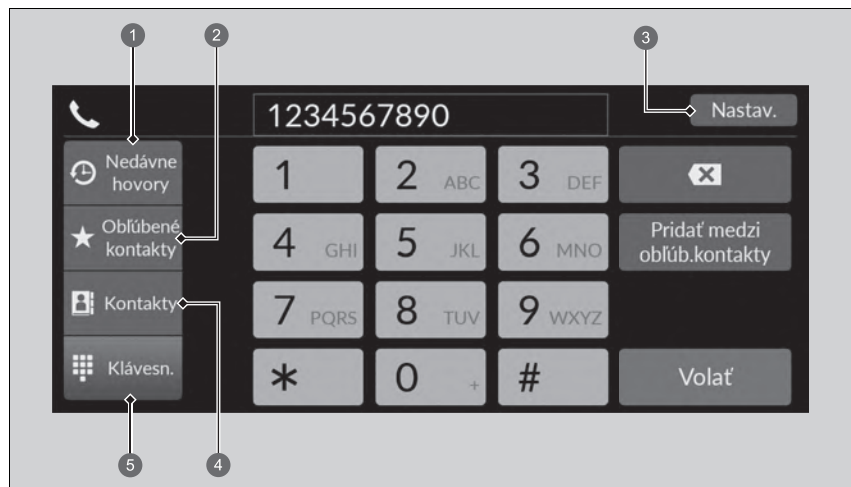 1
2
3
1234567890
Nastav.
Nedávne
hovory
Obľúbené
kontakty
Kontakty
Klávesn.
1
2 ABC
3 DEF
4 GHI
5 JKL
6 MNO
7 PQRS
8 TUV
9 WXYZ
*
0 +
#
Pridať medzi
obľúb.kontakty
Volať
5
4